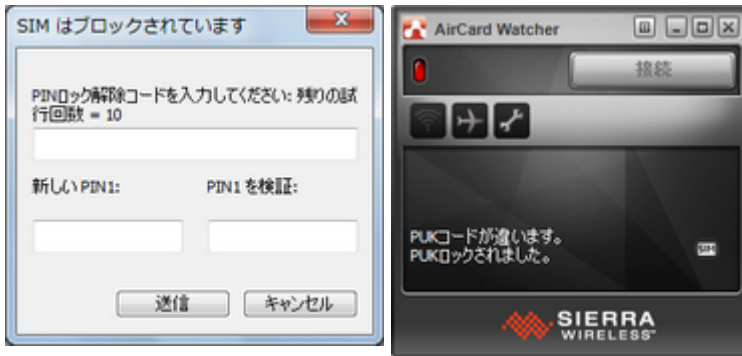 SIM はブロックされています
PINロック解除コードを入力してください: 残りの試
行回数 = 10
新しい PIN1:
PIN1 を検証:
送信
キャンセル
AirCard Watcher
接続
PUKコードが違います。
PUKロックされました。
SIM
SIERRA
WIRELESS